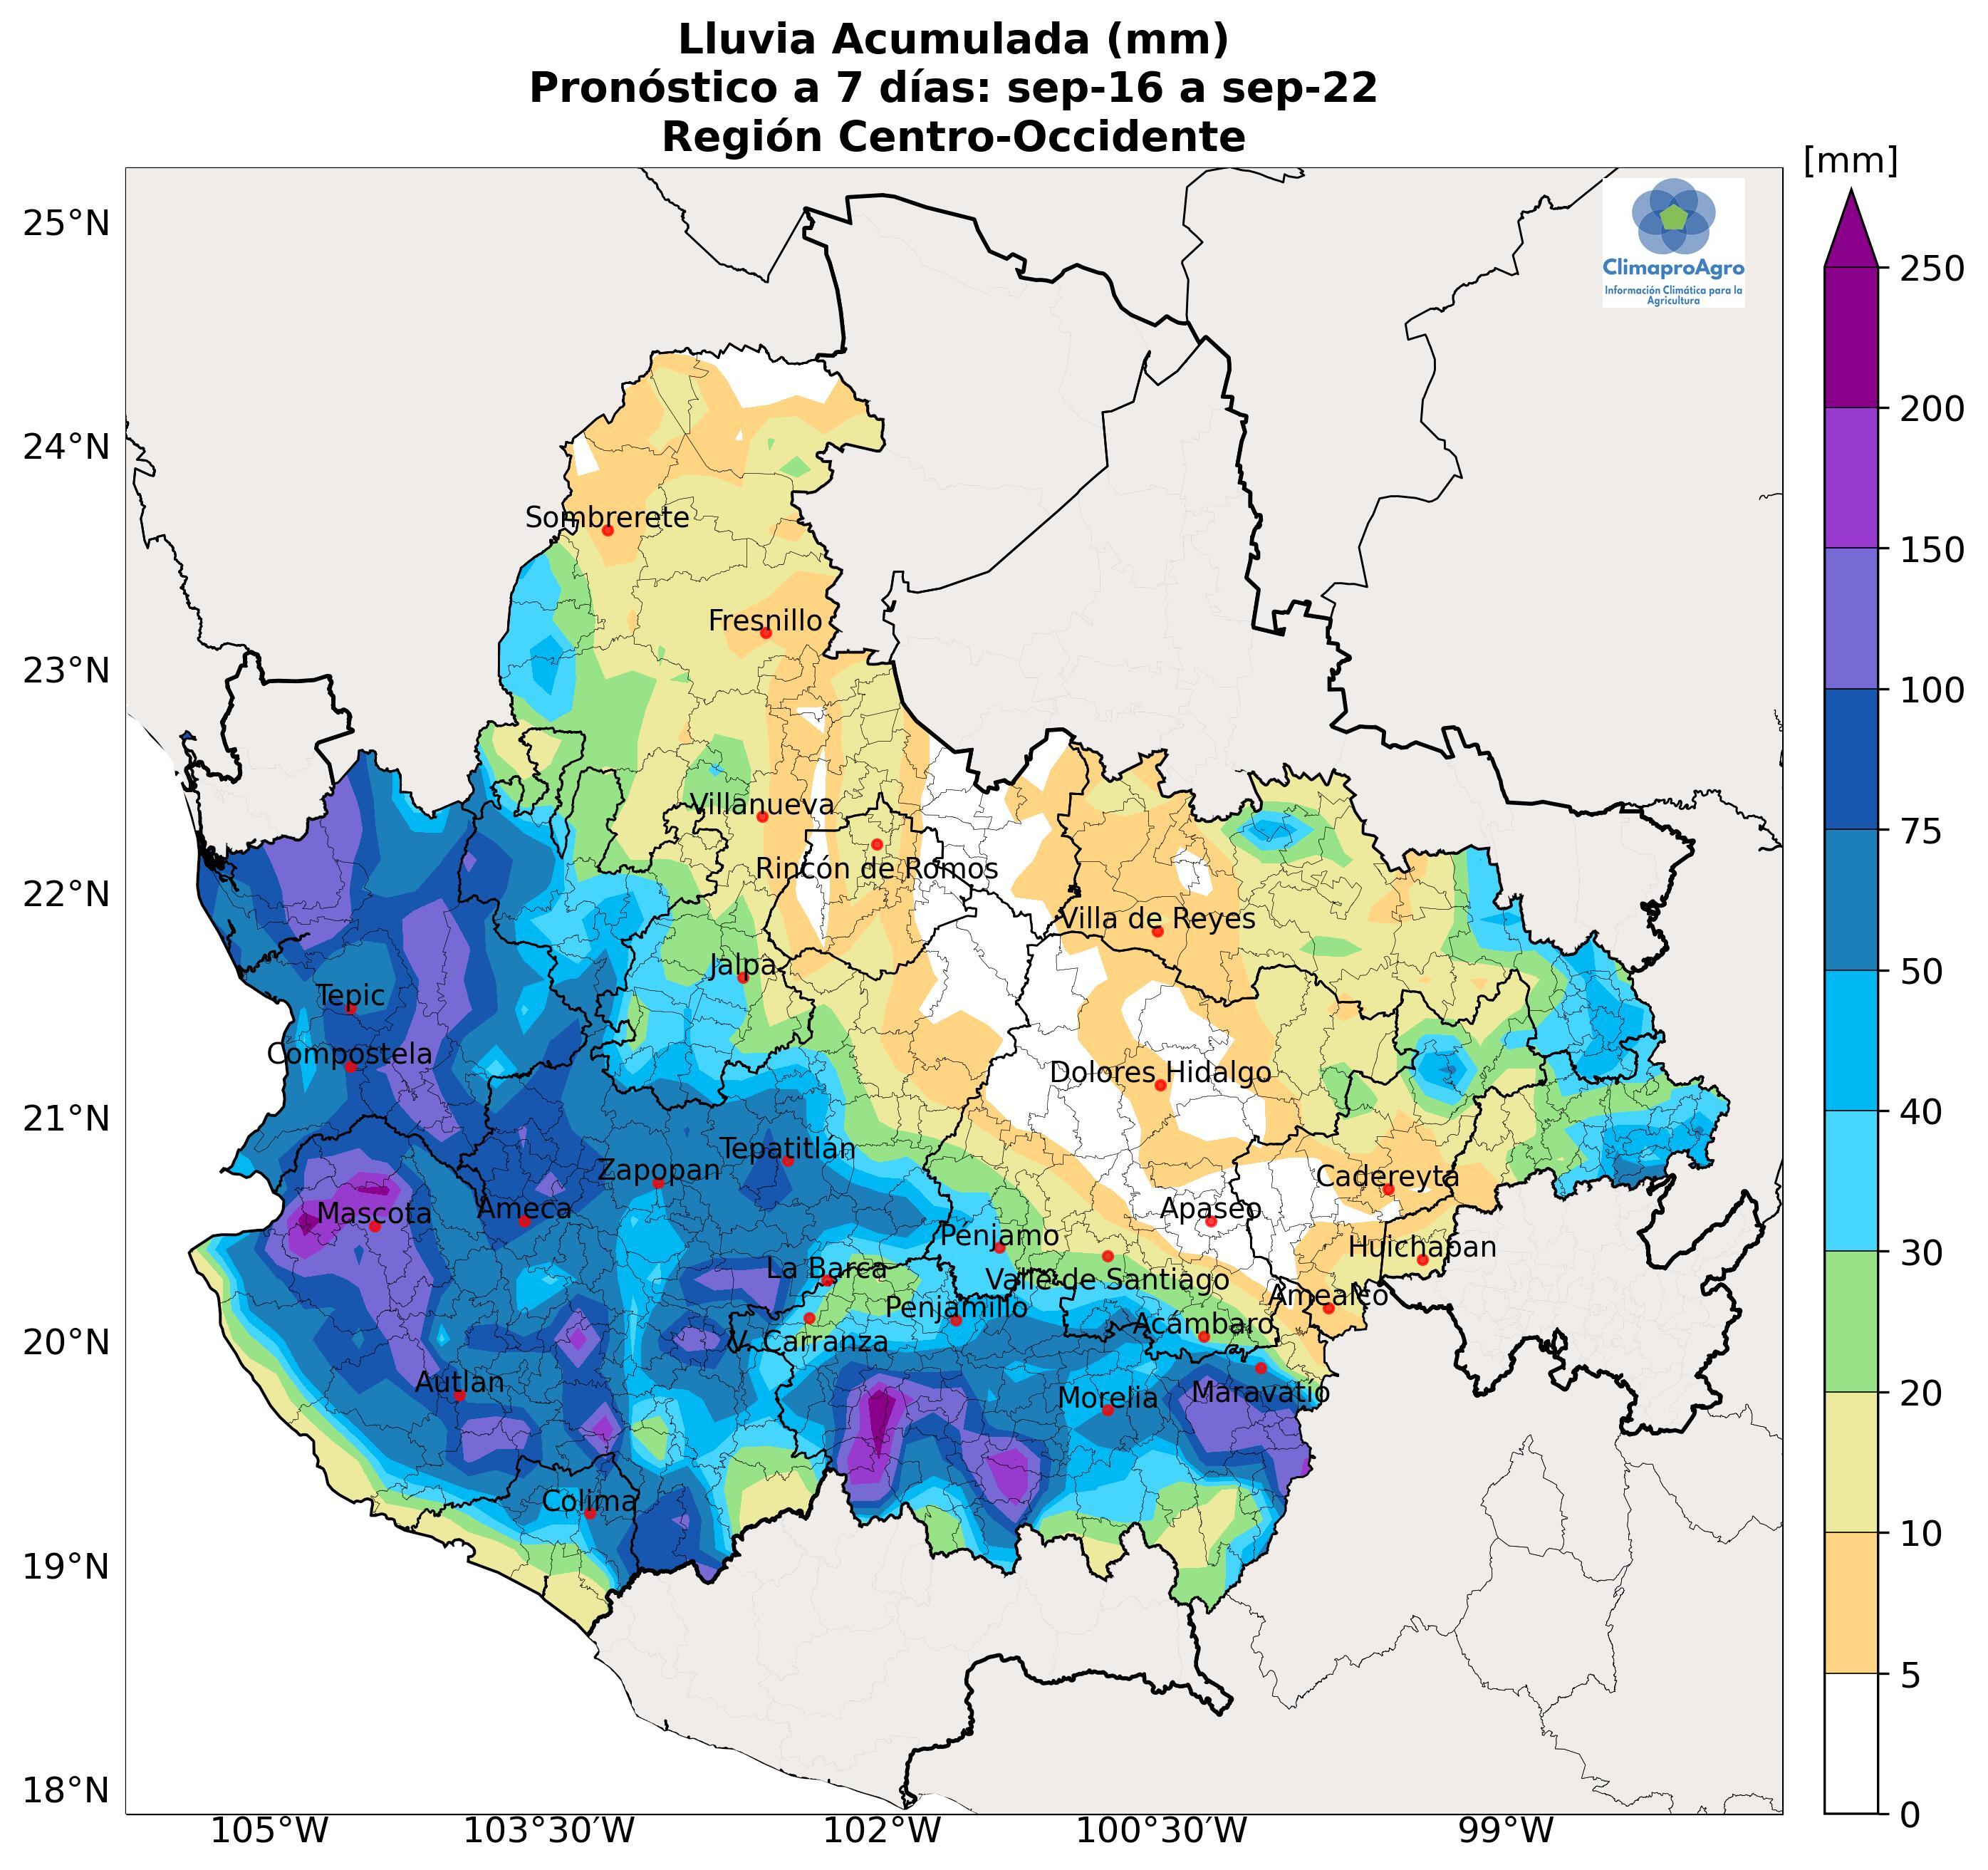 Lluvia Acumulada (mm)
Pronóstico a 7 días: sep-16 a sep-22
Región Centro-Occidente
[mm]
ClimaproAgro
Información Climática para la
Agricultura
25°N
24°N
23°N
22°N
21°N
20°N
19°N
18°N
250
200
150
100
75
50
40
30
20
10
5
0
Sombrerete
Fresnillo
Villanueva
Rincón de Romos
Villa de Reyes
Jalpa
Tepic
Compostela
Dolores Hidalgo
Tepatitlán
Zapopan
Cadereyta
Mascota
Ameca
Apaseo
Pénjamo
Huichapan
La Barca
Valle de Santiago
Amealco
Penjamillo
Acámbaro
V. Carranza
Autlan
Morelia
Maravatío
Colima
105°W
103°30'W
102°W
100°30'W
99°W